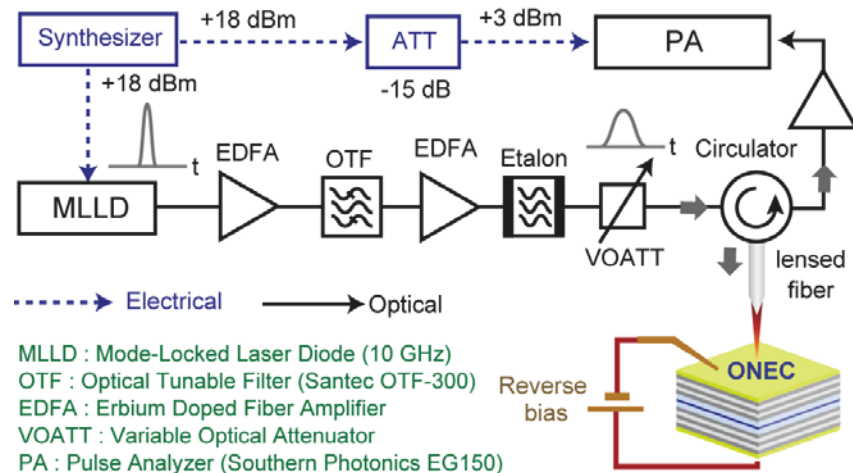 +18 dBm
+3 dBm
Synthesizer
ATT
PA
+18 dBm
-15 dB
t
EDFA
OTF
EDFA
Etalon
t
Circulator
MLLD
VOATT
lensed
fiber
Electrical
Optical
MLLD : Mode-Locked Laser Diode (10 GHz)
OTF : Optical Tunable Filter (Santec OTF-300)
EDFA : Erbium Doped Fiber Amplifier
VOATT : Variable Optical Attenuator
PA : Pulse Analyzer (Southern Photonics EG150)
Reverse
bias
ONEC